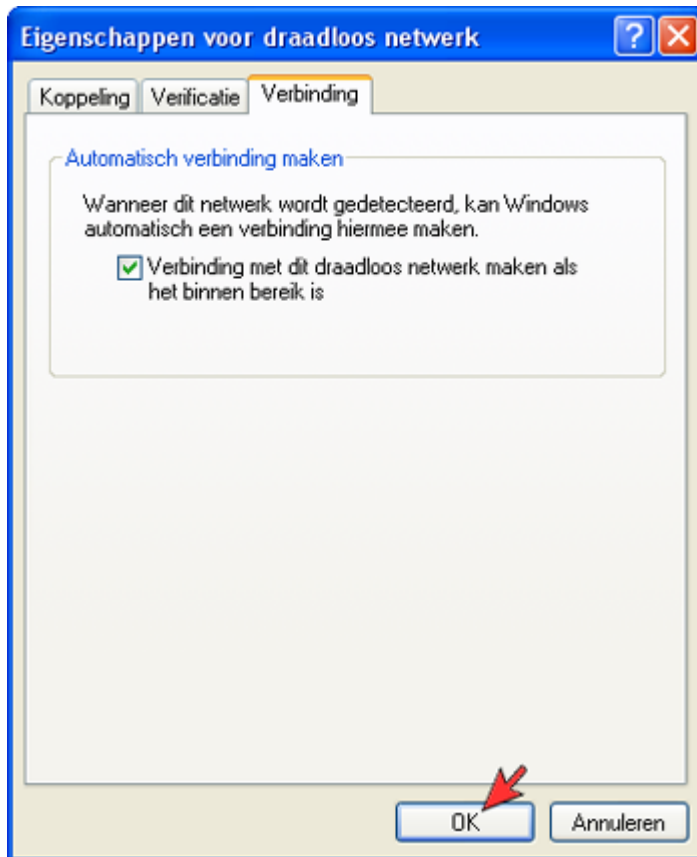 Eigenschappen voor draadloos netwerk
?
Koppeling Verificatie Verbinding
Automatisch verbinding maken
Wanneer dit netwerk wordt gedetecteerd, kan Windows
automatisch een verbinding hiermee maken.
Verbinding met dit draadloos netwerk maken als
het binnen bereik is
OK Annuleren